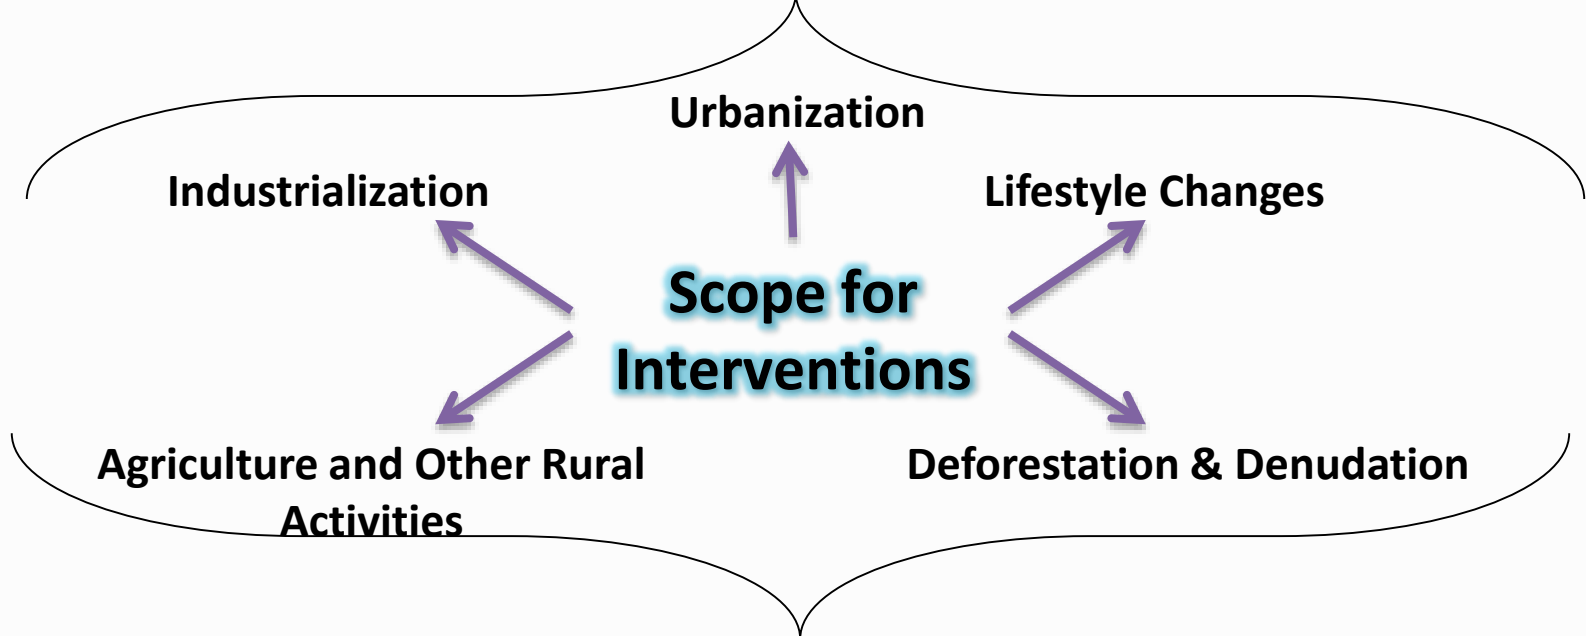 Urbanization
Industrialization
Lifestyle Changes
Scope for
Interventions
Agriculture and Other Rural
Activities
Deforestation & Denudation